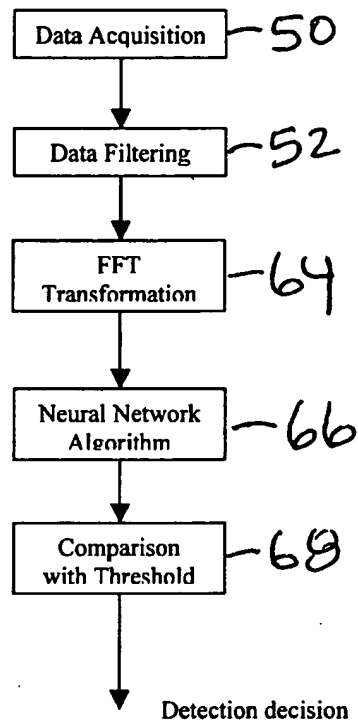 Data Acquisition 50
Data Filtering 52
FFT 64
Transformation
Neural Network 66
Algorithm
Comparison 68
with Threshold
Detection decision